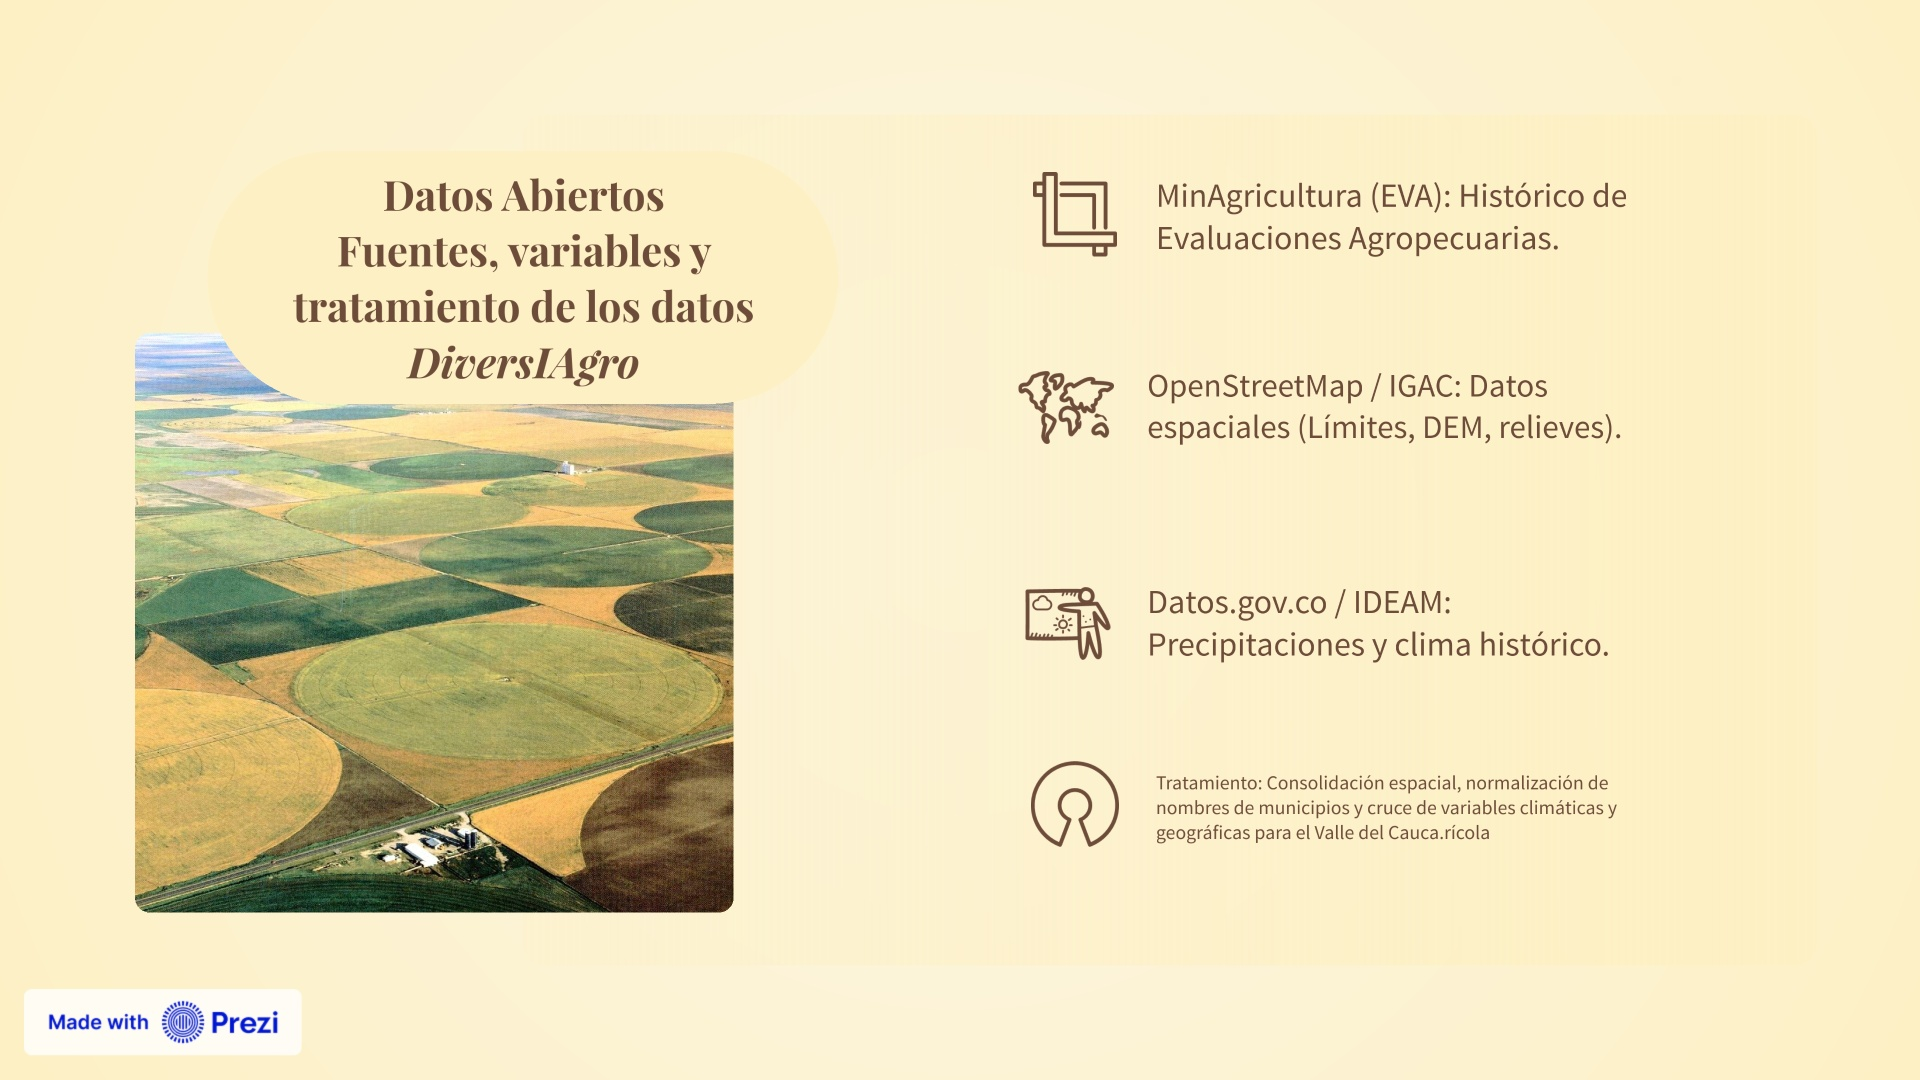 Datos Abiertos
Fuentes, variables y
tratamiento de los datos
DiversIAgro
MinAgricultura (EVA): Histórico de
Evaluaciones Agropecuarias.
OpenStreetMap / IGAC: Datos
espaciales (Límites, DEM, relieves).
Datos.gov.co / IDEAM:
Precipitaciones y clima histórico.
Tratamiento: Consolidación espacial, normalización de
nombres de municipios y cruce de variables climáticas y
geográficas para el Valle del Cauca.rícola
Made with Prezi